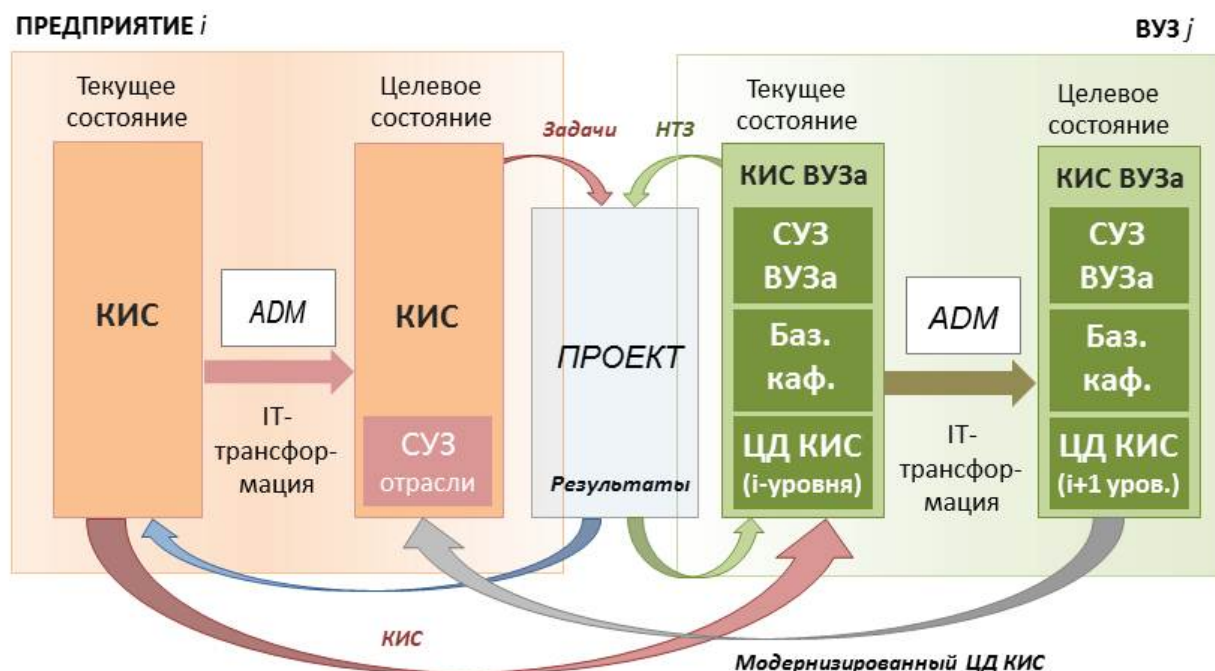 ПРЕДПРИЯТИЕ i
ВУЗ j
Текущее
состояние
Целевое
состояние
Задачи
НТЗ
Текущее
состояние
Целевое
состояние
КИС
ADM
IT-
трансфор-
мация
КИС
СУЗ
отрасли
ПРОЕКТ
Результаты
КИС ВУЗа
СУЗ
ВУЗа
Баз.
каф.
ЦД КИС
(i-уровня)
ADM
IT-
трансфор-
мация
КИС ВУЗа
СУЗ
ВУЗа
Баз.
каф.
ЦД КИС
(i+1 уров.)
КИС
Модернизированный ЦД КИС